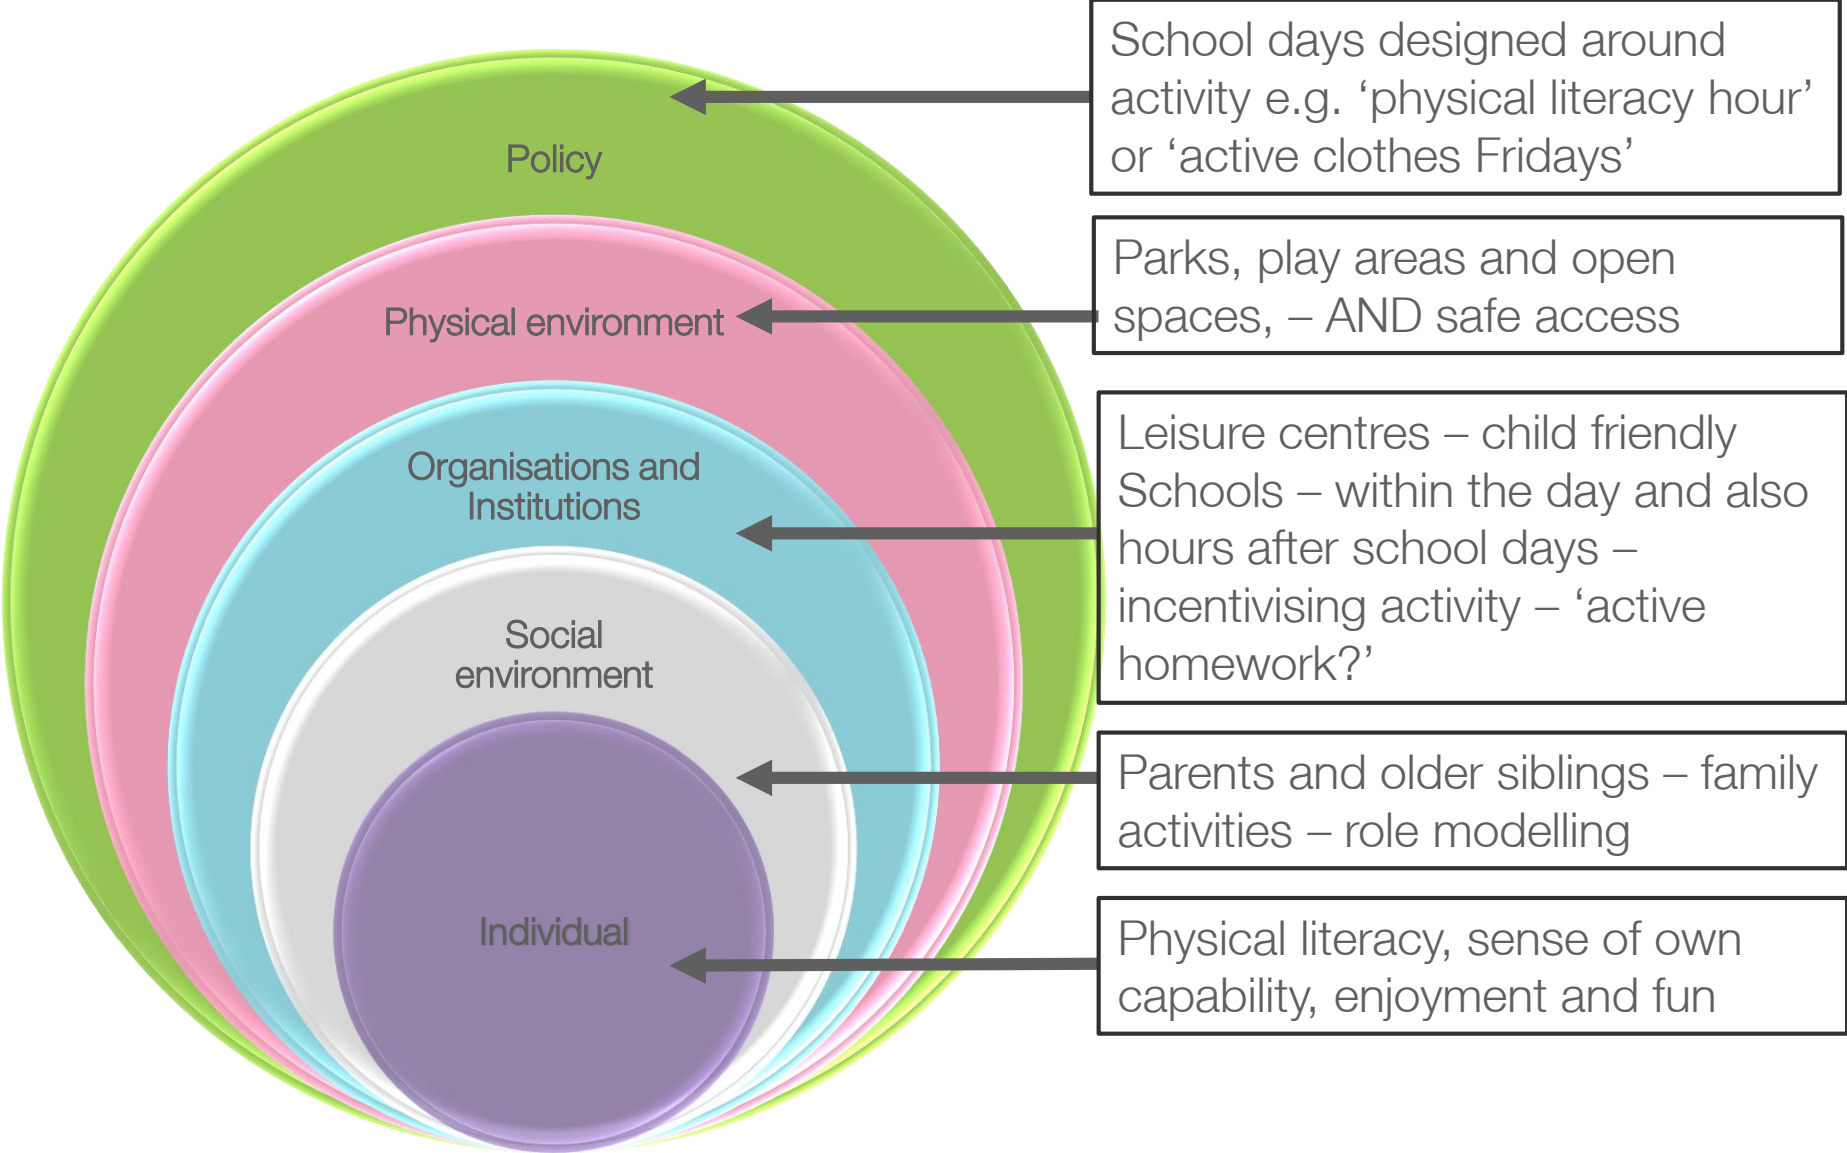 Policy
School days designed around
activity e.g. ‘physical literacy hour’
or ‘active clothes Fridays’
Physical environment
Parks, play areas and open
spaces, – AND safe access
Organisations and
Institutions
Leisure centres – child friendly
Schools – within the day and also
hours after school days –
incentivising activity – ‘active
homework?’
Social
environment
Parents and older siblings – family
activities – role modelling
Individual
Physical literacy, sense of own
capability, enjoyment and fun